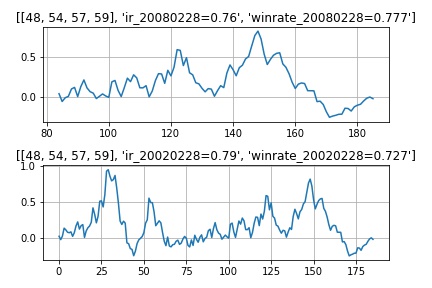 [[48, 54, 57, 59], 'ir_20080228=0.76', 'winrate_20080228=0.777']
0.5
0.0
80 100 120 140 160 180
[[48, 54, 57, 59], 'ir_20020228=0.79', 'winrate_20020228=0.727']
1.0
0.5
0.0
0 25 50 75 100 125 150 175